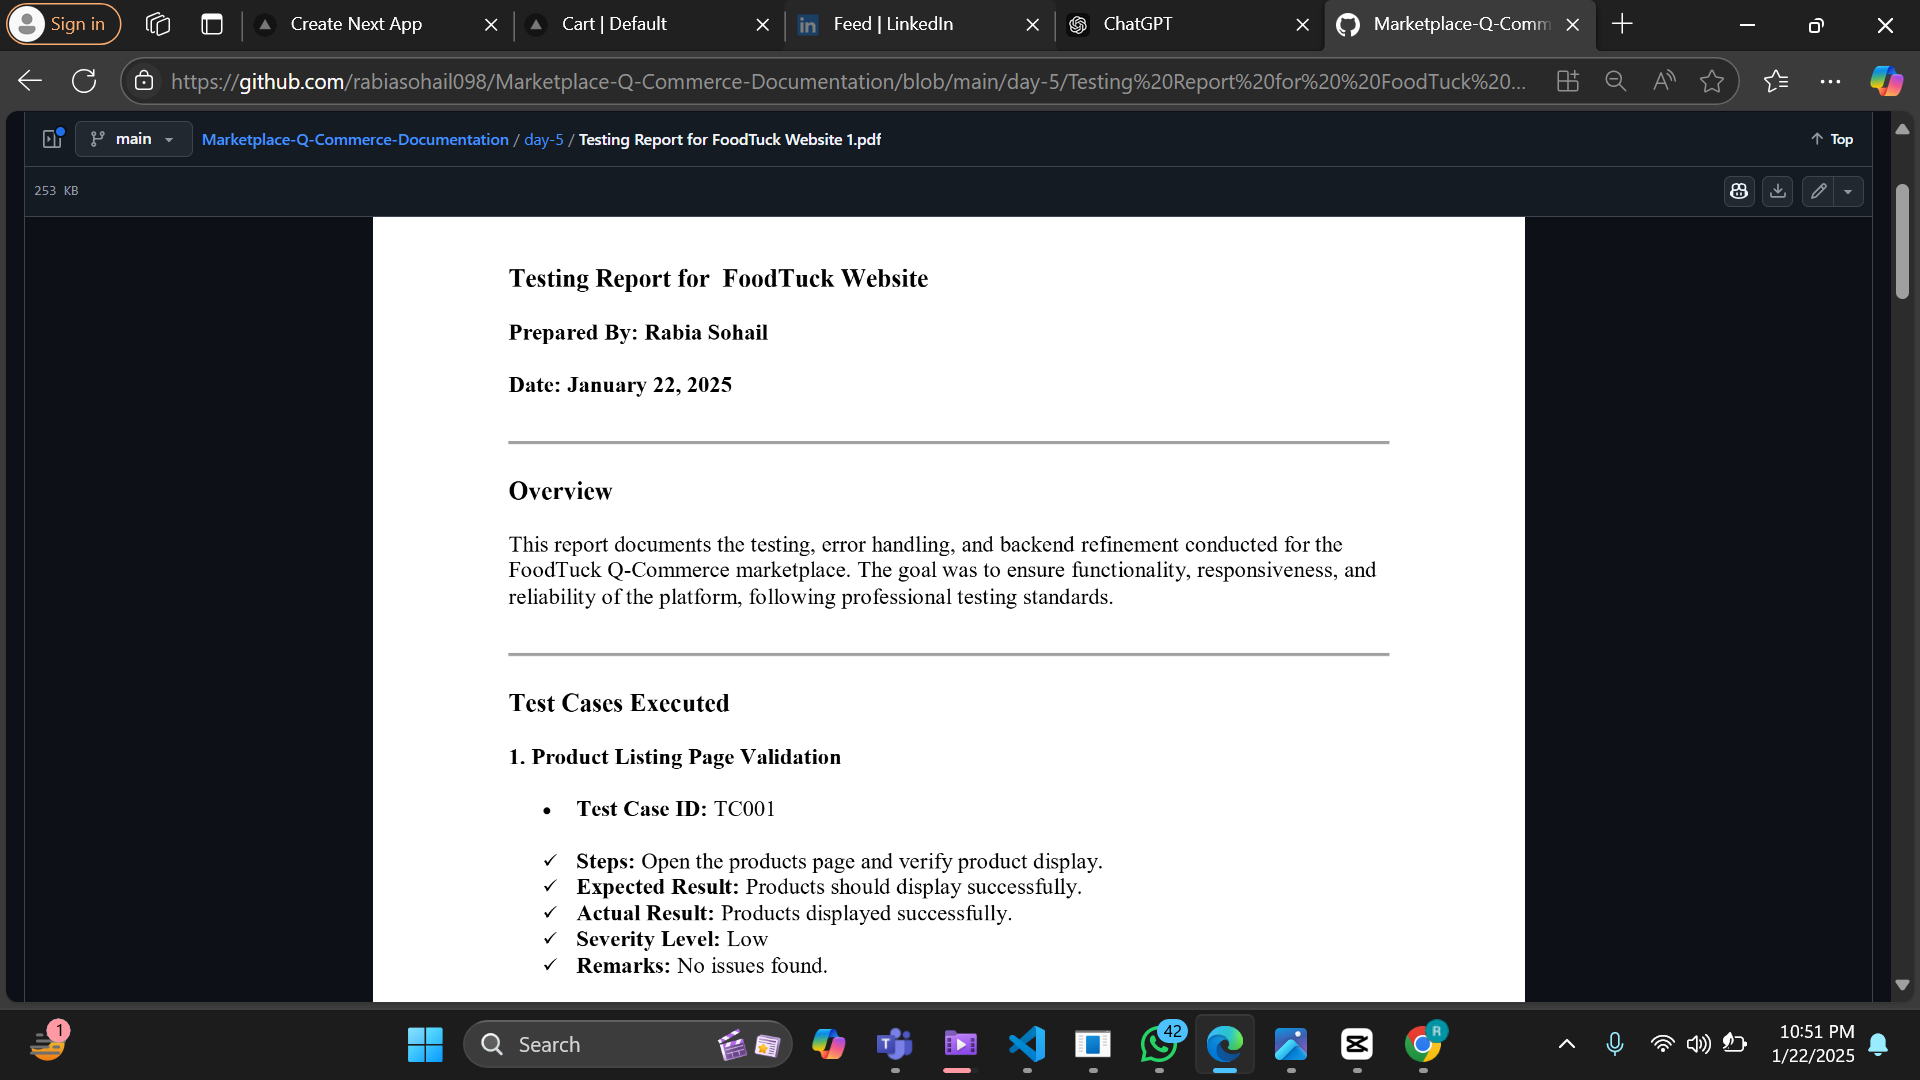 Sign in
Create Next App
Cart | Default
Feed | LinkedIn
ChatGPT
Marketplace-Q-Comm
https://github.com/rabiasohail098/Marketplace-Q-Commerce-Documentation/blob/main/day-5/Testing%20Report%20for%20%20FoodTuck%20...
main
Marketplace-Q-Commerce-Documentation / day-5 / Testing Report for FoodTuck Website 1.pdf
Top
253 KB
Testing Report for  FoodTuck Website
Prepared By: Rabia Sohail
Date: January 22, 2025
Overview
This report documents the testing, error handling, and backend refinement conducted for the
FoodTuck Q-Commerce marketplace. The goal was to ensure functionality, responsiveness, and
reliability of the platform, following professional testing standards.
Test Cases Executed
1. Product Listing Page Validation
• Test Case ID: TC001
✓ Steps: Open the products page and verify product display.
✓ Expected Result: Products should display successfully.
✓ Actual Result: Products displayed successfully.
✓ Severity Level: Low
✓ Remarks: No issues found.
1
Search
42
R
10:51 PM
1/22/2025